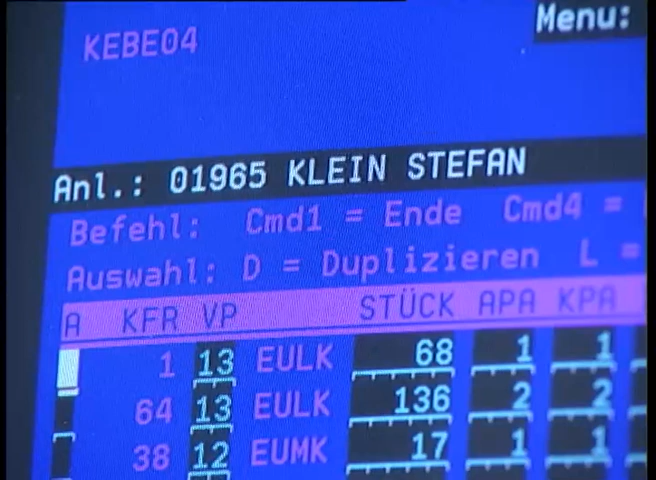 Menu:
KEBE04
Anl.: 01965 KLEIN STEFAN
Befehl: Cmd1 = Ende Cmd4 =
Auswahl: D = Duplizieren L =
A KFR VP STÜCK APA KPA
1 13 EULK 68 1 1
64 13 EULK 136 2 2
38 12 EUMK 17 1 1